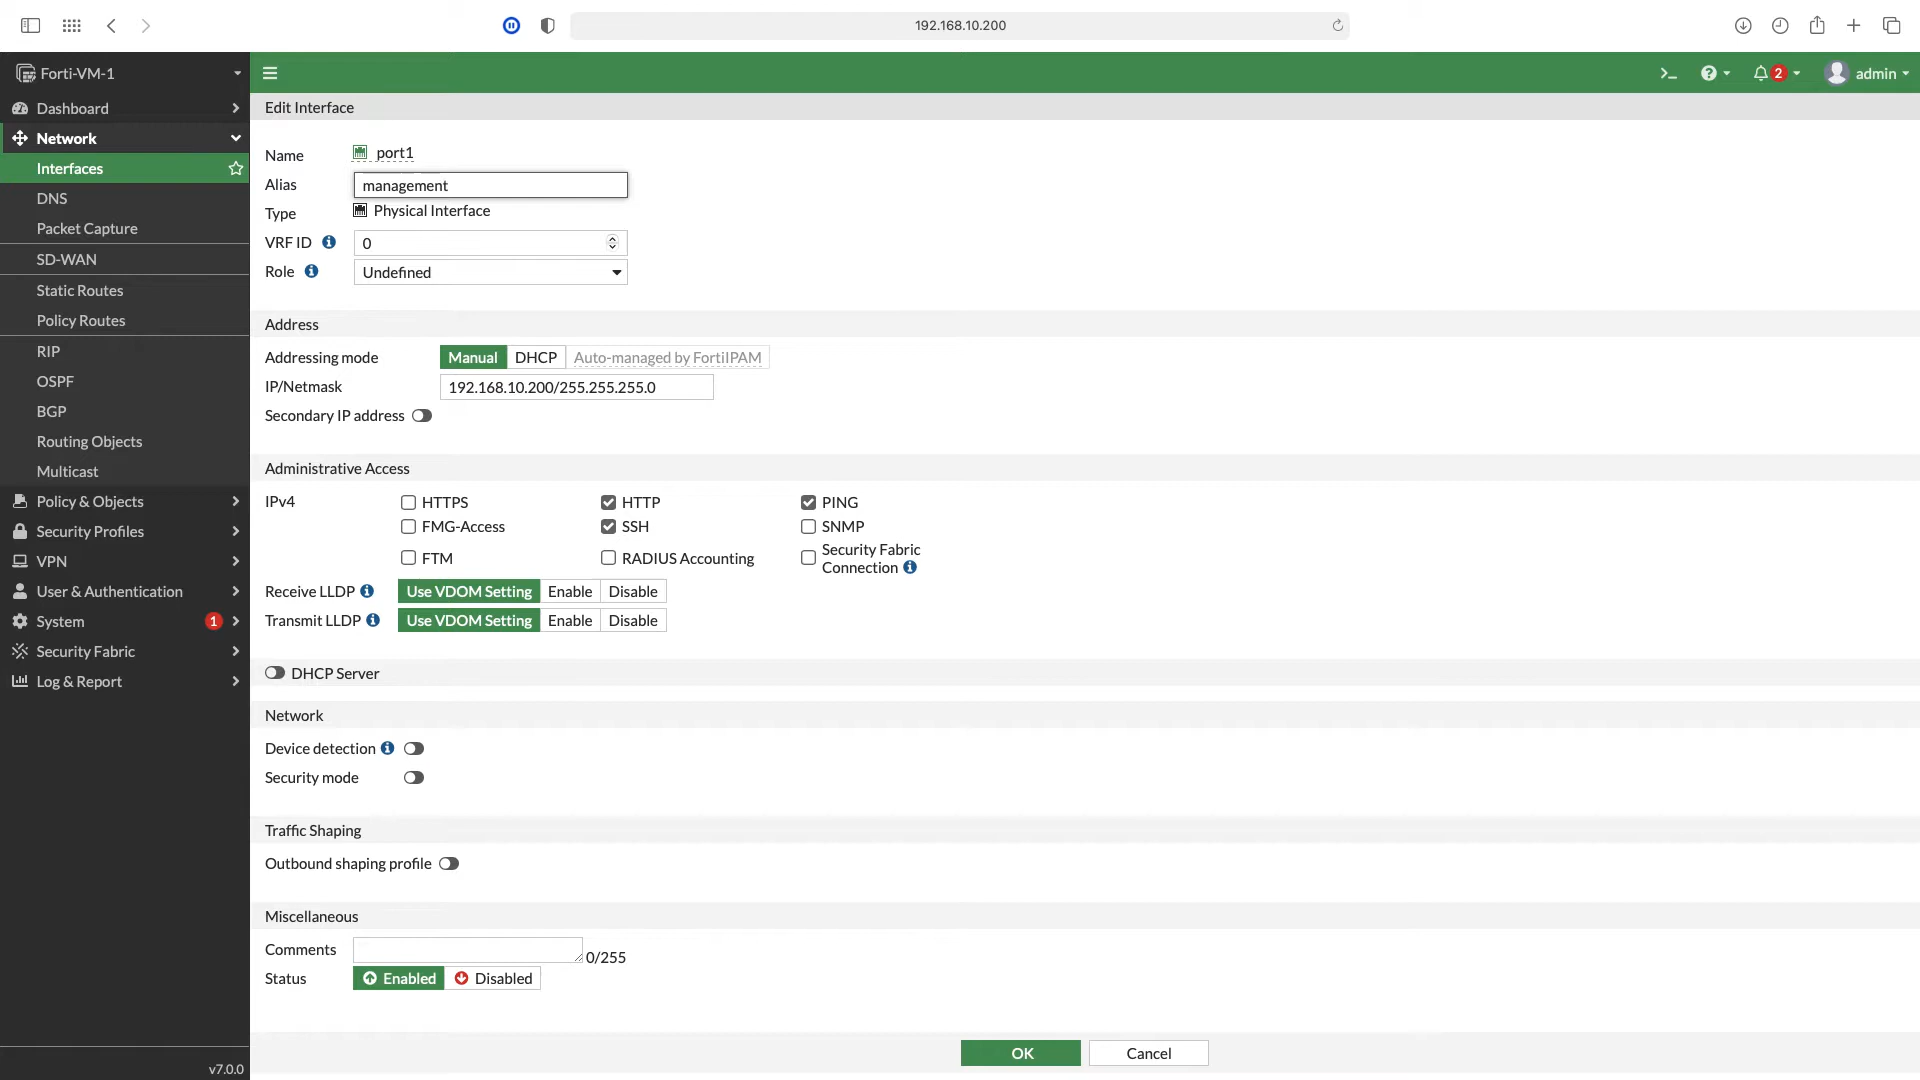 192.168.10.200
Forti-VM-1
2
admin
Dashboard
Network
Interfaces
DNS
Packet Capture
SD-WAN
Static Routes
Policy Routes
RIP
OSPF
BGP
Routing Objects
Multicast
Policy & Objects
Security Profiles
VPN
User & Authentication
System 1
Security Fabric
Log & Report
v7.0.0
Edit Interface
Name port1
Alias management
Type Physical Interface
VRF ID 0
Role Undefined
Address
Addressing mode Manual DHCP Auto-managed by FortiIPAM
IP/Netmask 192.168.10.200/255.255.255.0
Secondary IP address
Administrative Access
IPv4 HTTPS HTTP PING
FMG-Access SSH SNMP
FTM RADIUS Accounting Security Fabric
Connection
Receive LLDP Use VDOM Setting Enable Disable
Transmit LLDP Use VDOM Setting Enable Disable
DHCP Server
Network
Device detection
Security mode
Traffic Shaping
Outbound shaping profile
Miscellaneous
Comments 0/255
Status Enabled Disabled
OK Cancel